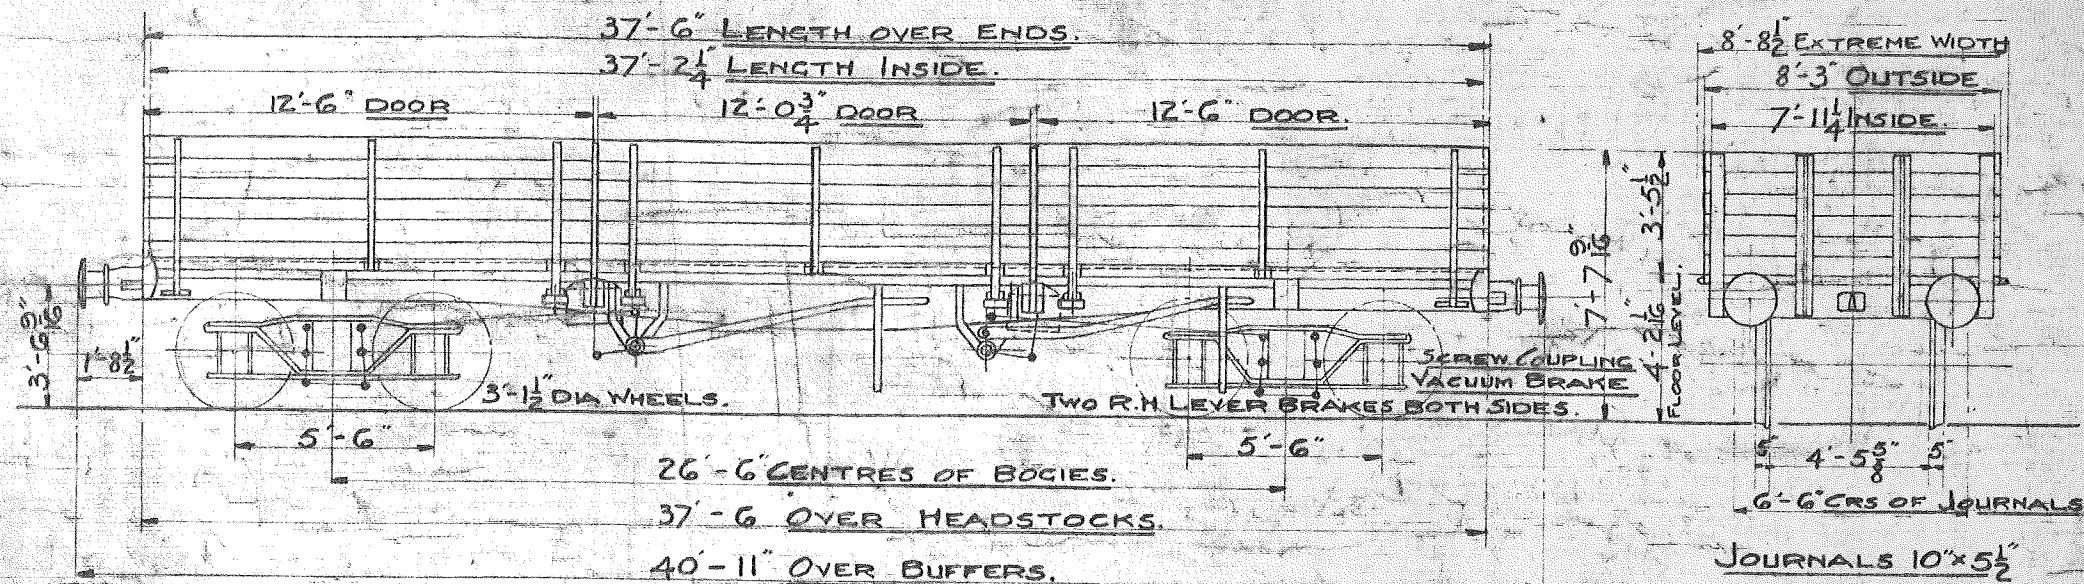 37'-6" LENGTH OVER ENDS.
37'-2¼" LENGTH INSIDE.
12'-6" DOOR
12'-0¾" DOOR
12'-6" DOOR.
8'-8½" EXTREME WIDTH
8'-3" OUTSIDE
7'-11¼" INSIDE.
3'-6 9/16"
1'-8½"
3'-1½" DIA WHEELS.
5'-6"
SCREW COUPLING
VACUUM BRAKE
TWO R.H LEVER BRAKES BOTH SIDES.
5'-6"
7'-7 9/16"
3'-5½"
4'-2 1/16"
FLOOR LEVEL.
5"
4'-5⅝"
5"
6'-6" CRS OF JOURNALS
JOURNALS 10"x5½"
26'-6" CENTRES OF BOGIES.
37'-6" OVER HEADSTOCKS.
40'-11" OVER BUFFERS.